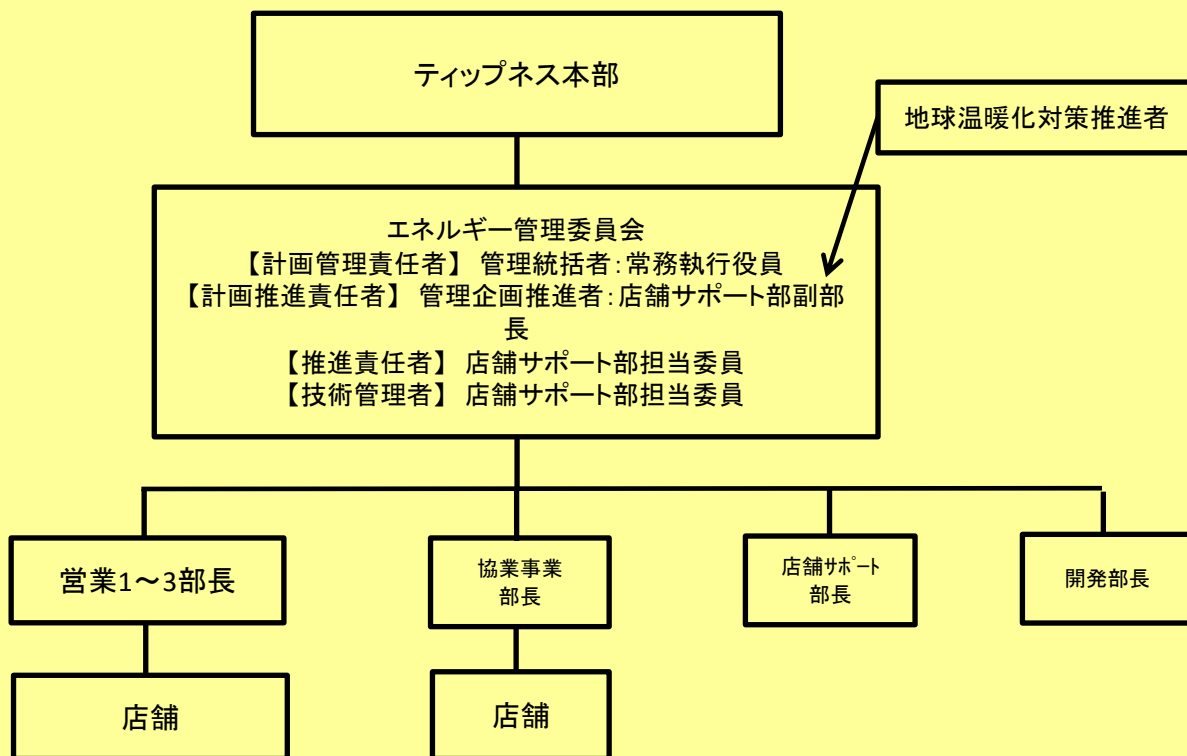 ティップネス本部
地球温暖化対策推進者
エネルギー管理委員会
【計画管理責任者】 管理統括者:常務執行役員
【計画推進責任者】 管理企画推進者:店舗サポート部副部
長
【推進責任者】 店舗サポート部担当委員
【技術管理者】 店舗サポート部担当委員
営業1～3部長
協業事業
部長
店舗ｻﾎﾟｰﾄ
部長
開発部長
店舗
店舗